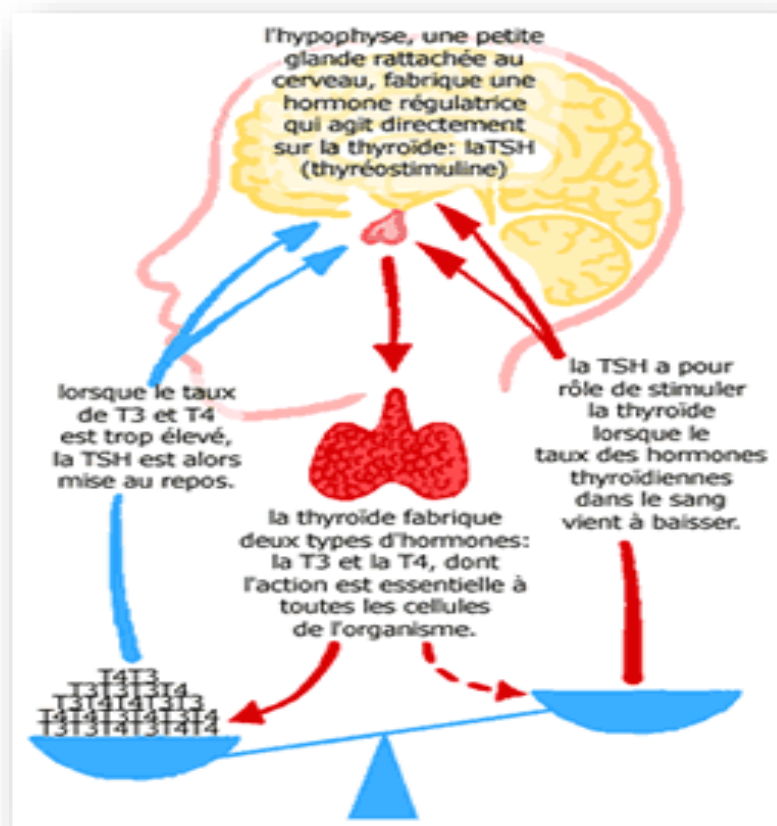 l'hypophyse, une petite
glande rattachée au
cerveau, fabrique une
hormone régulatrice
qui agit directement
sur la thyroïde: laTSH
(thyréostimuline)
lorsque le taux
de T3 et T4
est trop élevé,
la TSH est alors
mise au repos.
la TSH a pour
rôle de stimuler
la thyroïde
lorsque le
taux des hormones
thyroïdiennes
dans le sang
vient à baisser.
la thyroïde fabrique
deux types d'hormones:
la T3 et la T4, dont
l'action est essentielle à
toutes les cellules
de l'organisme.
T4T3
T3T3T3T4
T3T4T4T3T3
T4T4T3T4T3T4
T3T3T4T3T4T4